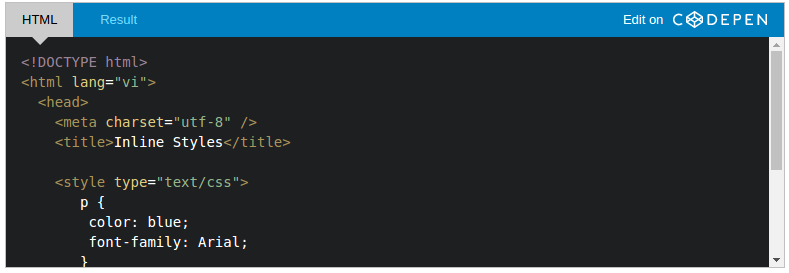 HTML Result Edit on CODEPEN
<!DOCTYPE html>
<html lang="vi">
  <head>
    <meta charset="utf-8" />
    <title>Inline Styles</title>
    <style type="text/css">
       p {
        color: blue;
        font-family: Arial;
       }